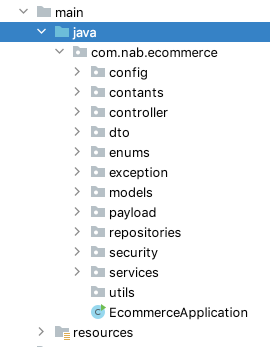 main
java
com.nab.ecommerce
config
contants
controller
dto
enums
exception
models
payload
repositories
security
services
utils
EcommerceApplication
resources